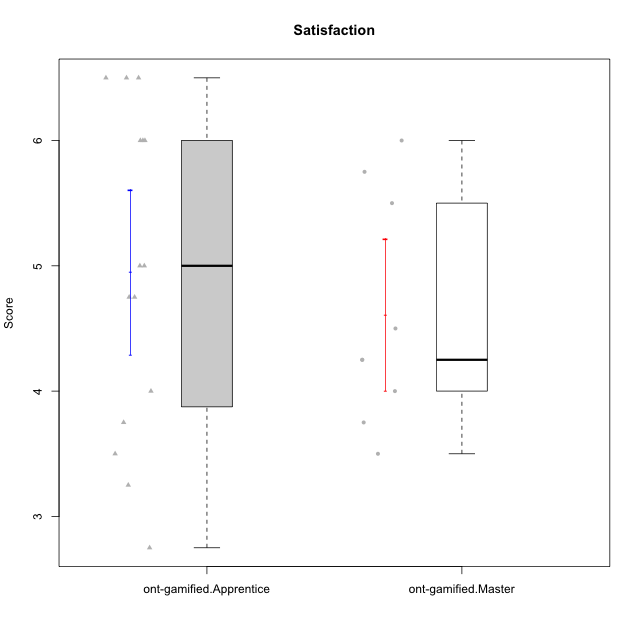 Satisfaction
Score
6
5
4
3
ont-gamified.Apprentice
ont-gamified.Master